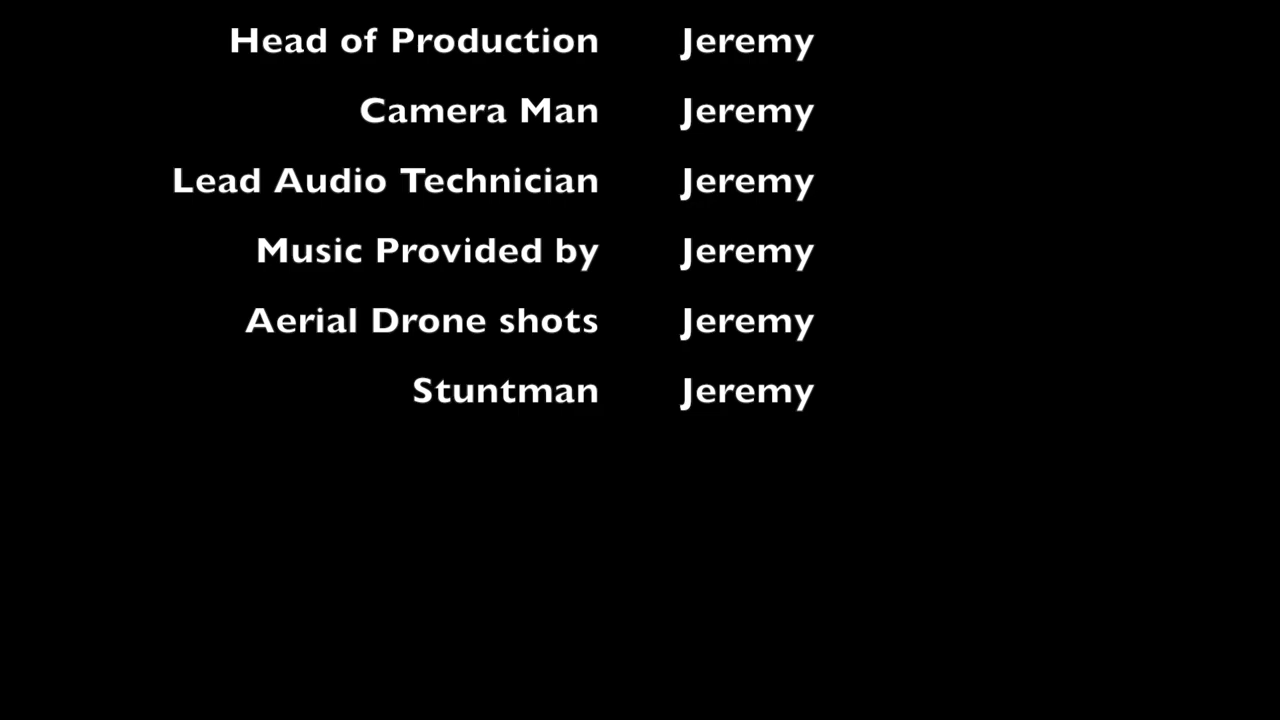 Head of Production Jeremy
Camera Man Jeremy
Lead Audio Technician Jeremy
Music Provided by Jeremy
Aerial Drone shots Jeremy
Stuntman Jeremy